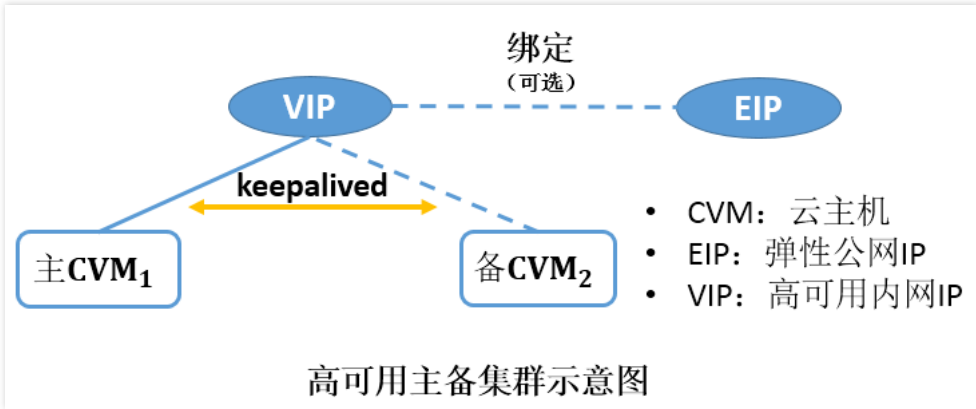 绑定
（可选）
VIP
EIP
keepalived
主CVM₁
备CVM₂
• CVM：云主机
• EIP：弹性公网IP
• VIP：高可用内网IP
高可用主备集群示意图